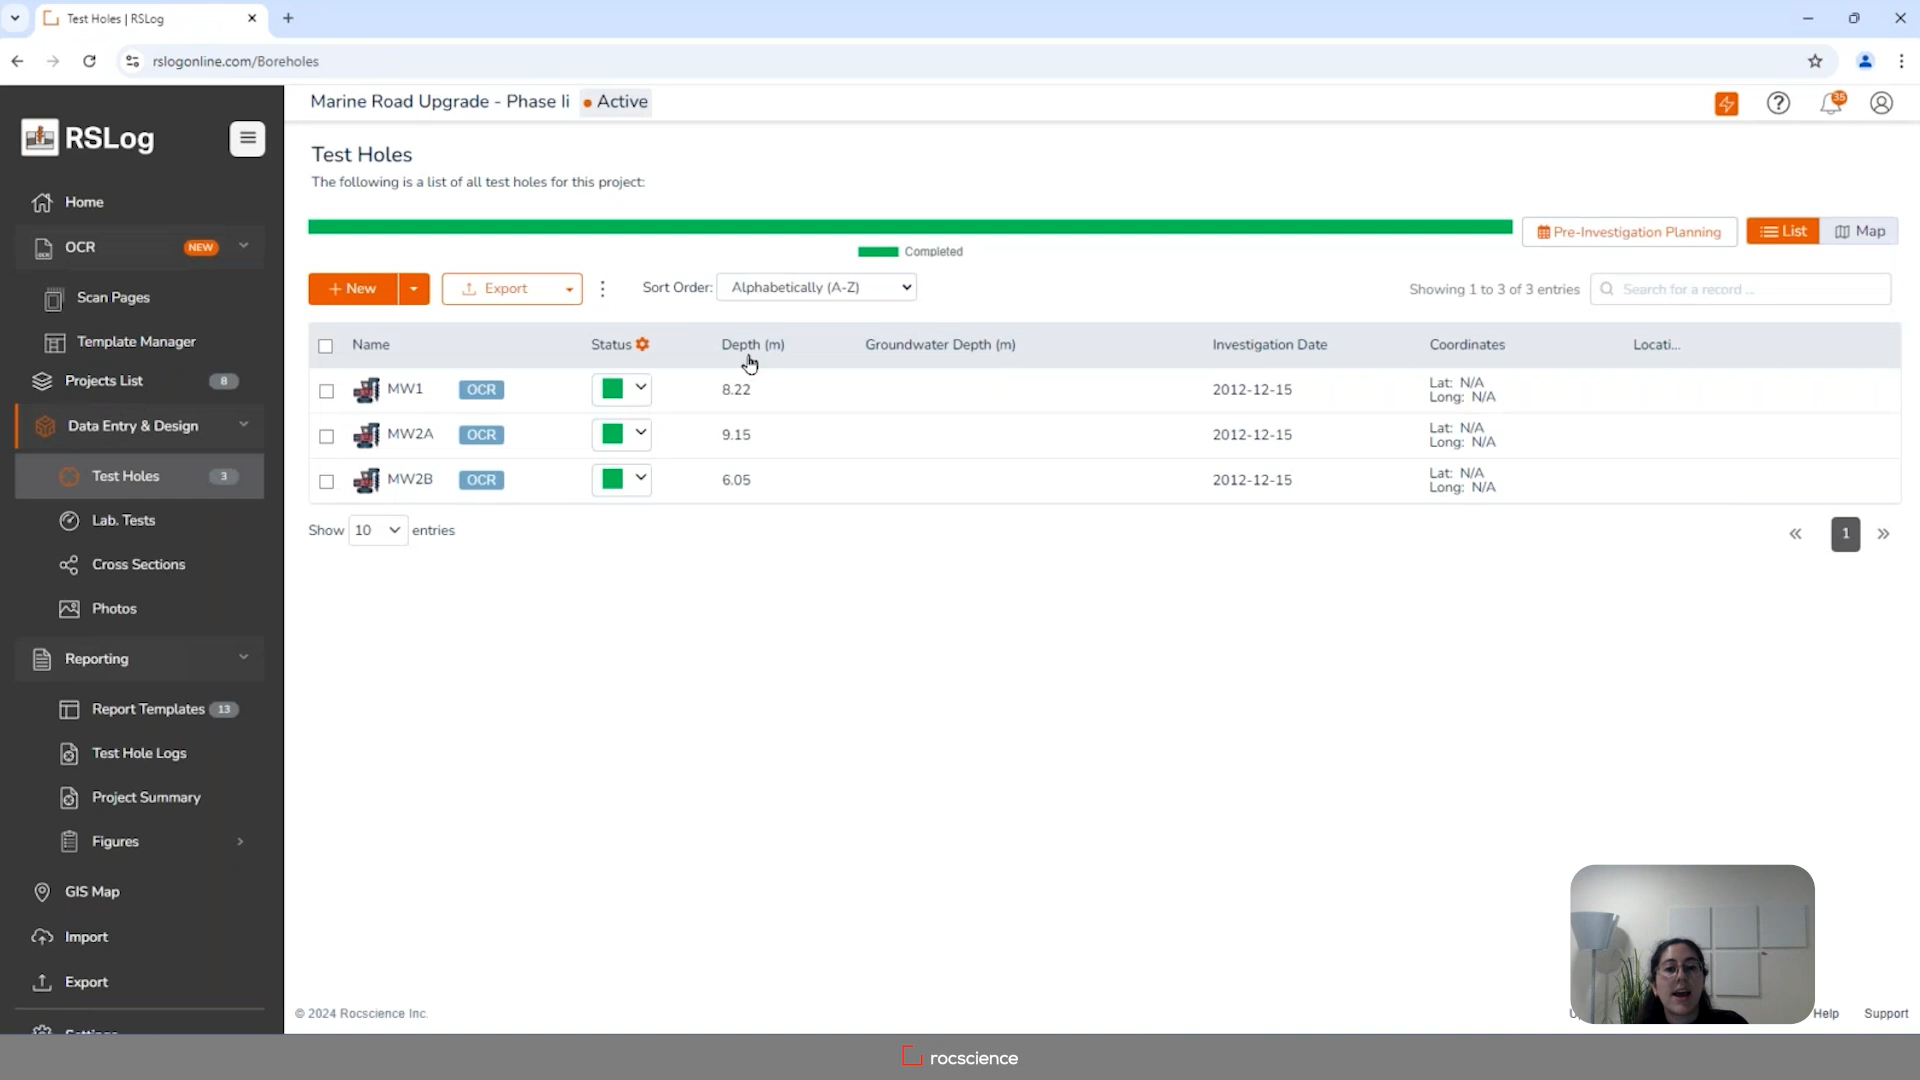 Test Holes | RSLog
rslogonline.com/Boreholes
RSLog
Home
OCR NEW
Scan Pages
Template Manager
Projects List 8
Data Entry & Design
Test Holes 3
Lab. Tests
Cross Sections
Photos
Reporting
Report Templates 13
Test Hole Logs
Project Summary
Figures
GIS Map
Import
Export
Settings
Marine Road Upgrade - Phase Ii Active
35
Test Holes
The following is a list of all test holes for this project:
Completed
Pre-Investigation Planning List Map
+ New Export Sort Order: Alphabetically (A-Z) Showing 1 to 3 of 3 entries Search for a record ...
Name Status Depth (m) Groundwater Depth (m) Investigation Date Coordinates Locati...
MW1 OCR 8.22 2012-12-15 Lat: N/A
Long: N/A
MW2A OCR 9.15 2012-12-15 Lat: N/A
Long: N/A
MW2B OCR 6.05 2012-12-15 Lat: N/A
Long: N/A
Show 10 entries « 1 »
© 2024 Rocscience Inc. Help Support
rocscience